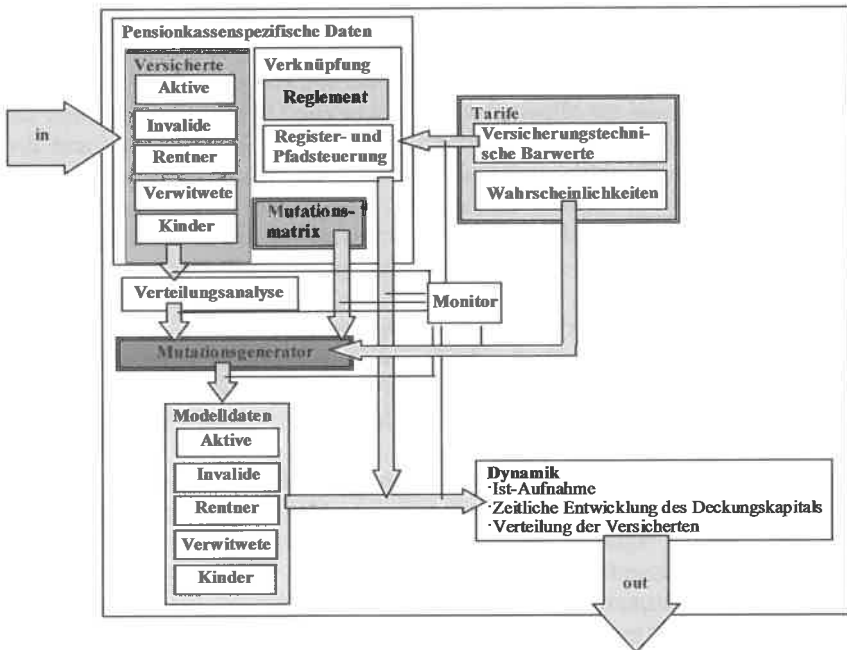 Pensionkassenspezifische Daten
Versicherte
Aktive
Invalide
Rentner
Verwitwete
Kinder
Verknüpfung
Reglement
Register- und
Pfadsteuerung
Mutations-
matrix
in
Tarife
Versicherungstechni-
sche Barwerte
Wahrscheinlichkeiten
Verteilungsanalyse
Monitor
Mutationsgenerator
Modelldaten
Aktive
Invalide
Rentner
Verwitwete
Kinder
Dynamik
·Ist-Aufnahme
·Zeitliche Entwicklung des Deckungskapitals
·Verteilung der Versicherten
out